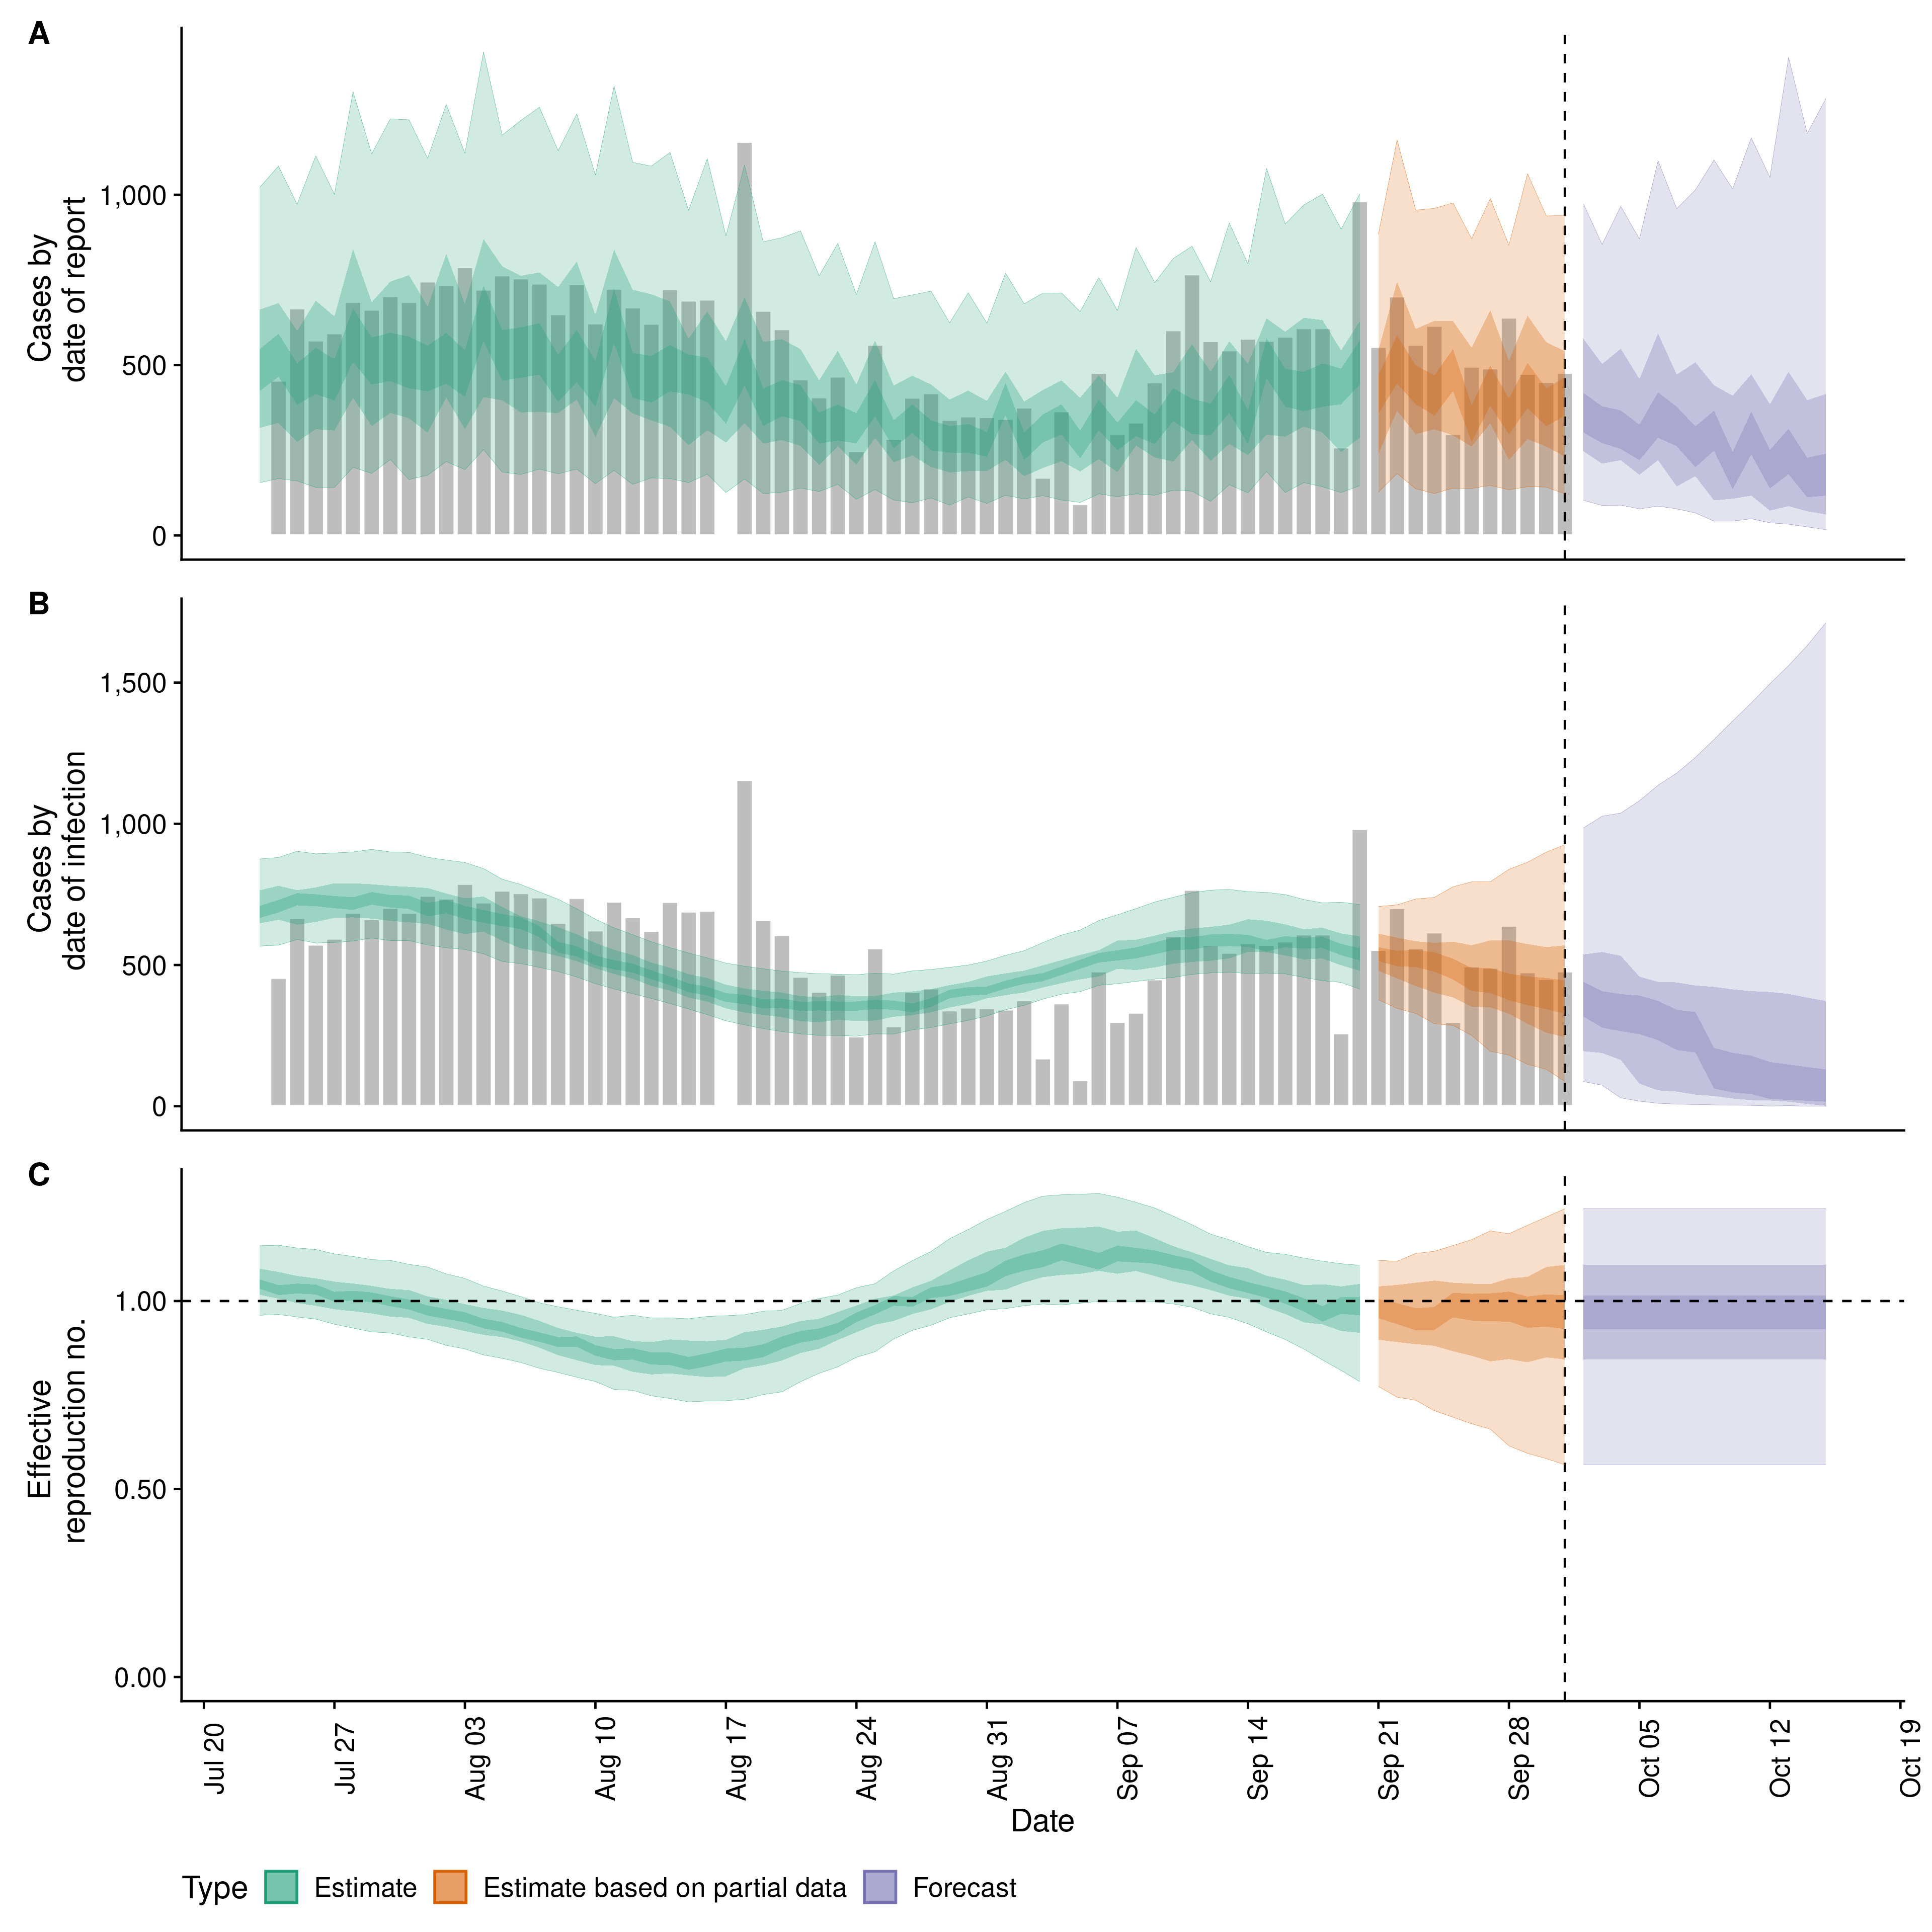 A
Cases by
date of report
1,000
500
0
B
Cases by
date of infection
1,500
1,000
500
0
C
Effective
reproduction no.
1.00
0.50
0.00
Jul 20
Jul 27
Aug 03
Aug 10
Aug 17
Aug 24
Aug 31
Sep 07
Sep 14
Sep 21
Sep 28
Oct 05
Oct 12
Oct 19
Date
Type Estimate Estimate based on partial data Forecast